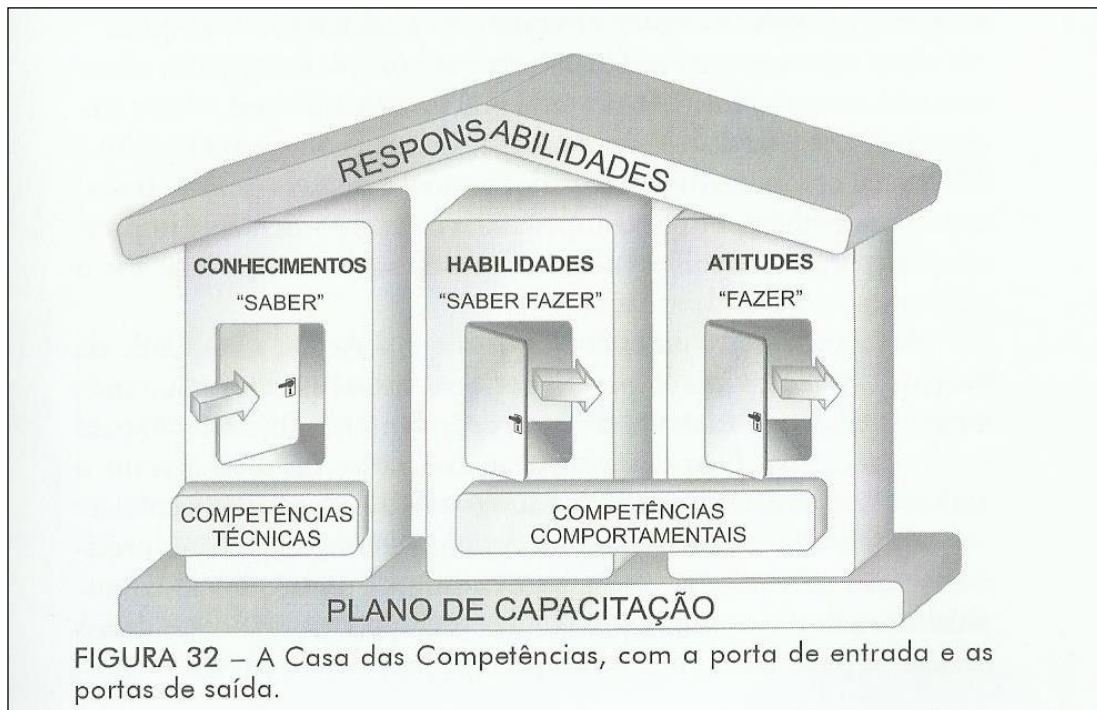 RESPONSABILIDADES
CONHECIMENTOS
"SABER"
HABILIDADES
"SABER FAZER"
ATITUDES
"FAZER"
COMPETÊNCIAS
TÉCNICAS
COMPETÊNCIAS
COMPORTAMENTAIS
PLANO DE CAPACITAÇÃO
FIGURA 32 – A Casa das Competências, com a porta de entrada e as
portas de saída.